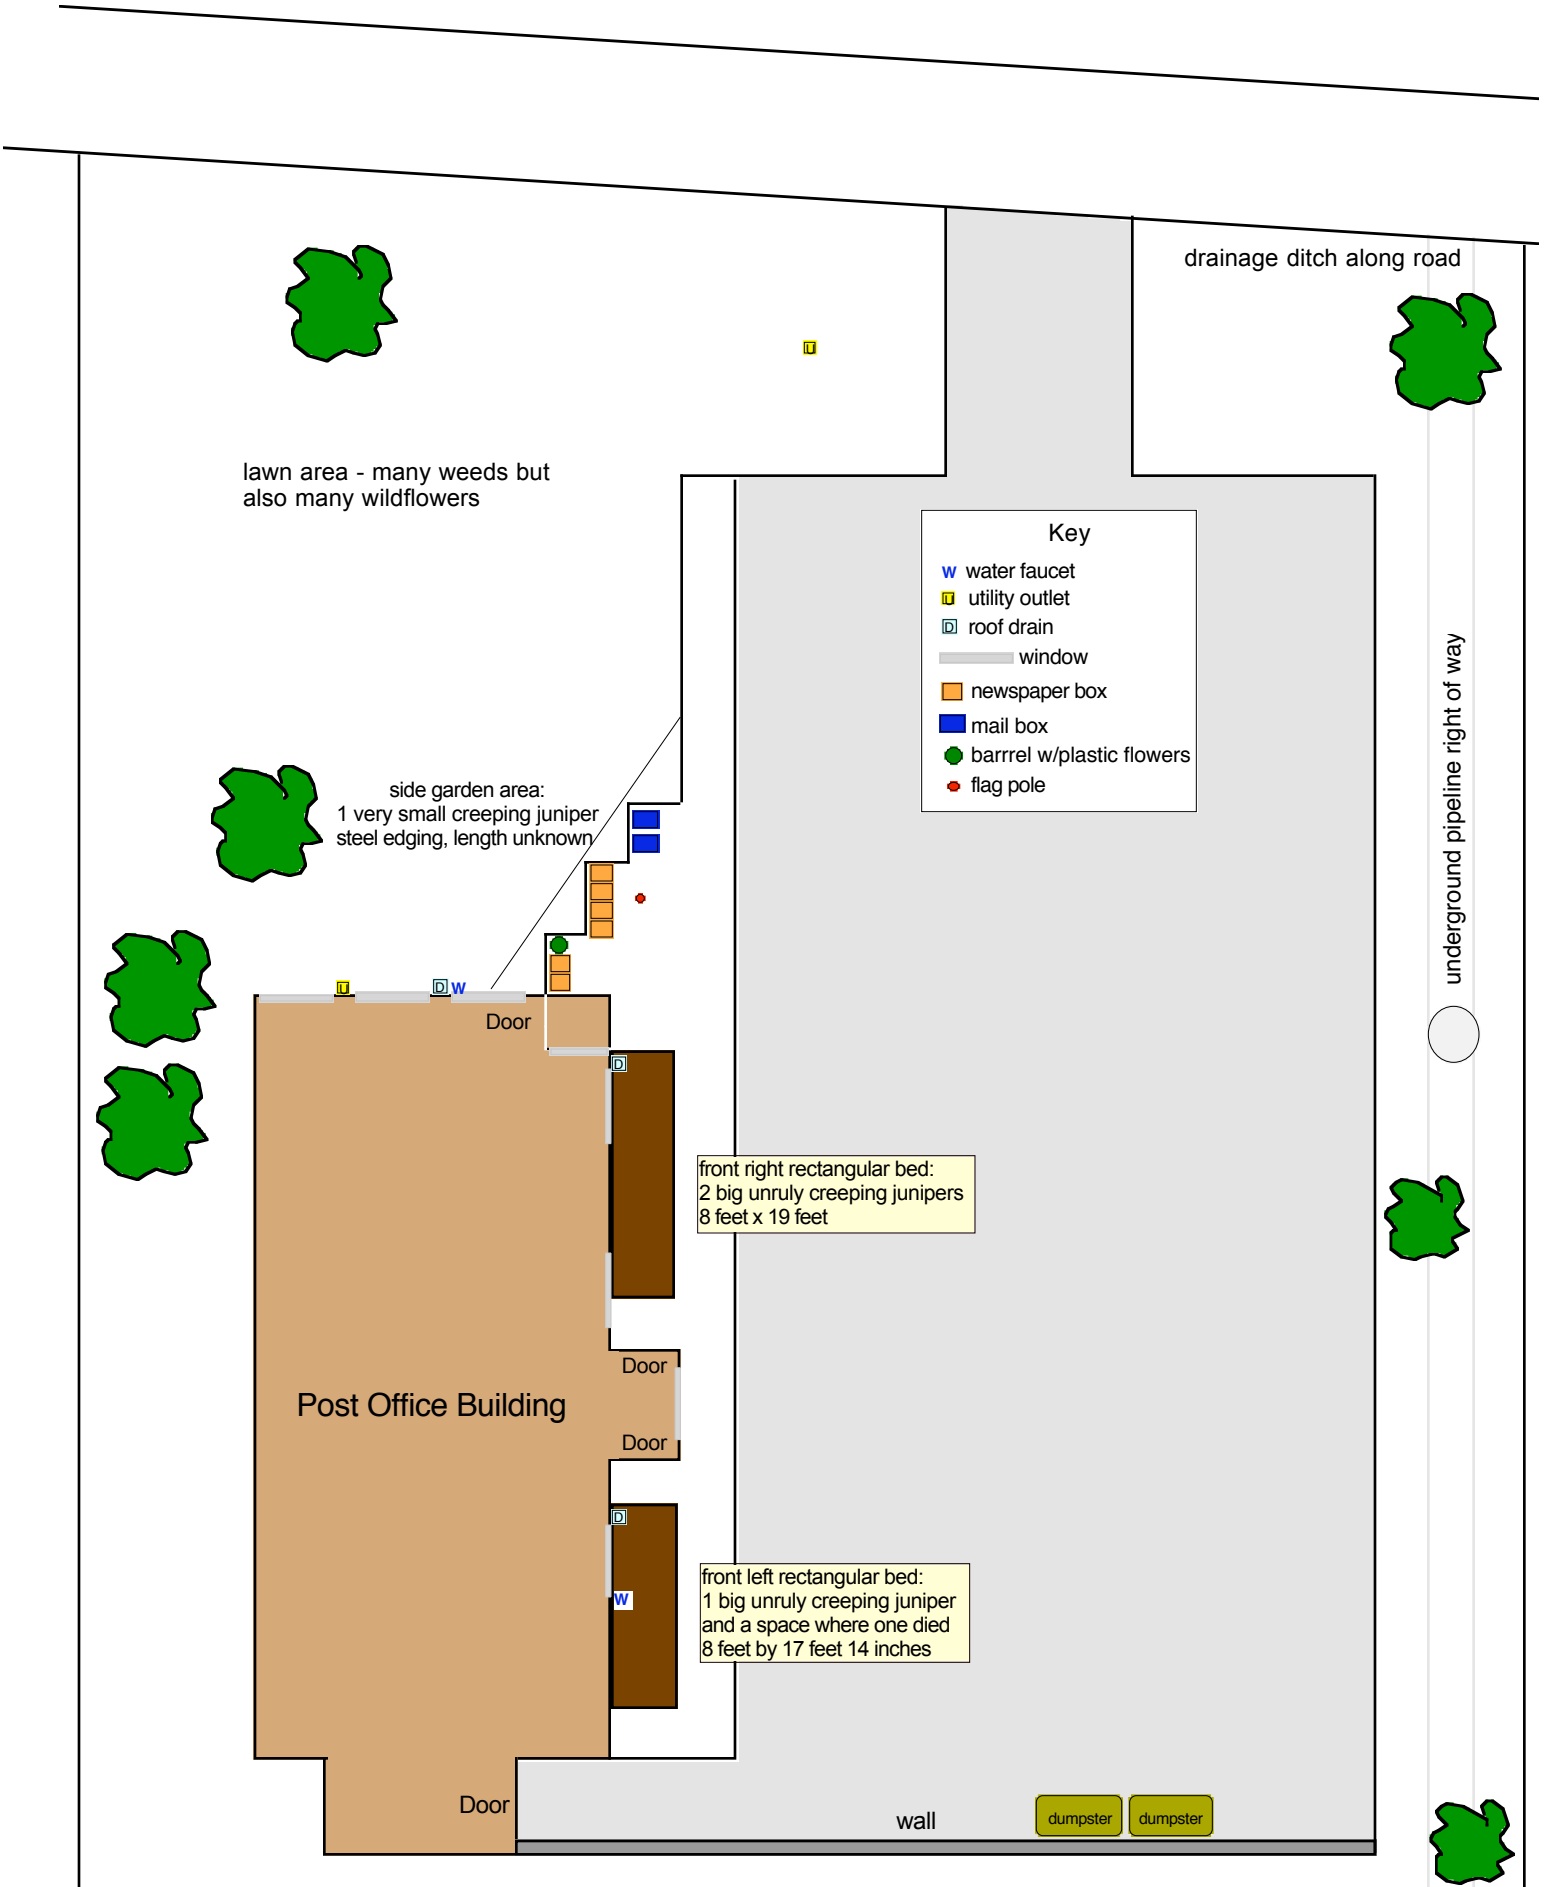 drainage ditch along road
U
lawn area - many weeds but
also many wildflowers
Key
W water faucet
U utility outlet
D roof drain
window
newspaper box
mail box
barrrel w/plastic flowers
flag pole
underground pipeline right of way
side garden area:
1 very small creeping juniper
steel edging, length unknown
U
D W
Door
D
front right rectangular bed:
2 big unruly creeping junipers
8 feet x 19 feet
Door
Post Office Building
Door
D
W
front left rectangular bed:
1 big unruly creeping juniper
and a space where one died
8 feet by 17 feet 14 inches
Door
wall
dumpster
dumpster